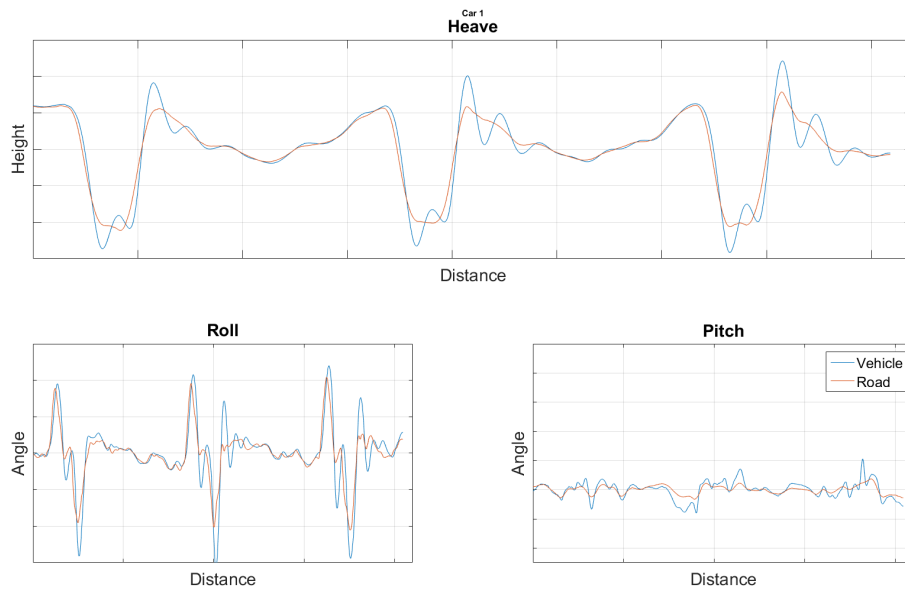 Car 1
Heave
Height
Distance
Roll
Angle
Distance
Pitch
Vehicle
Road
Angle
Distance